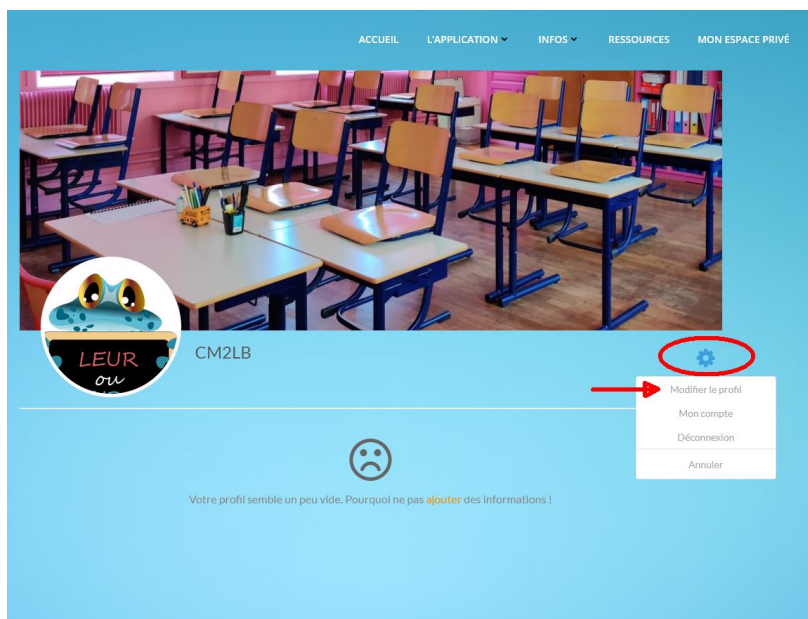 ACCUEIL L'APPLICATION INFOS RESSOURCES MON ESPACE PRIVÉ
LEUR
ou
CM2LB
Modifier le profil
Mon compte
Déconnexion
Annuler
Votre profil semble un peu vide. Pourquoi ne pas ajouter des informations !